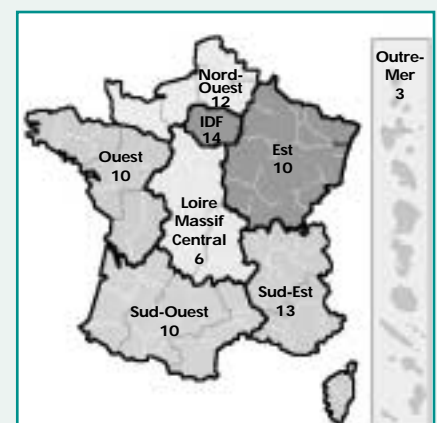 Nord-
Ouest
12
IDF
14
Est
10
Ouest
10
Loire
Massif
Central
6
Sud-Est
13
Sud-Ouest
10
Outre-
Mer
3